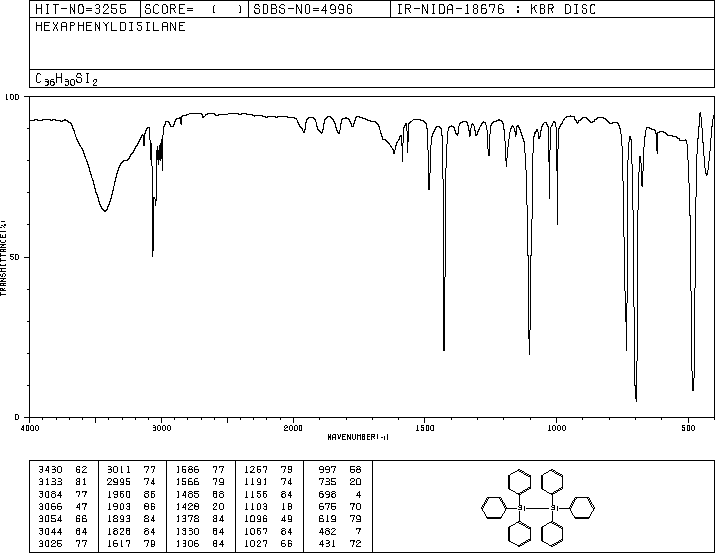 HIT-NO=3255 SCORE= ( ) SDBS-NO=4996 IR-NIDA-18676 : KBR DISC
HEXAPHENYLDISILANE
C36H30SI2
100
50
0
TRANSMITTANCE(%)
4000 3000 2000 1500 1000 500
WAVENUMBER(-1)
3430 62 3011 77 1586 77 1257 79 997 58
3133 81 2995 74 1566 79 1191 74 735 20
3084 77 1960 86 1485 68 1156 84 698 4
3066 47 1903 86 1428 20 1103 18 675 70
3054 66 1893 84 1378 84 1096 49 619 79
3044 64 1828 84 1330 84 1067 84 482 7
3025 77 1617 79 1306 84 1027 66 431 72
Si Si